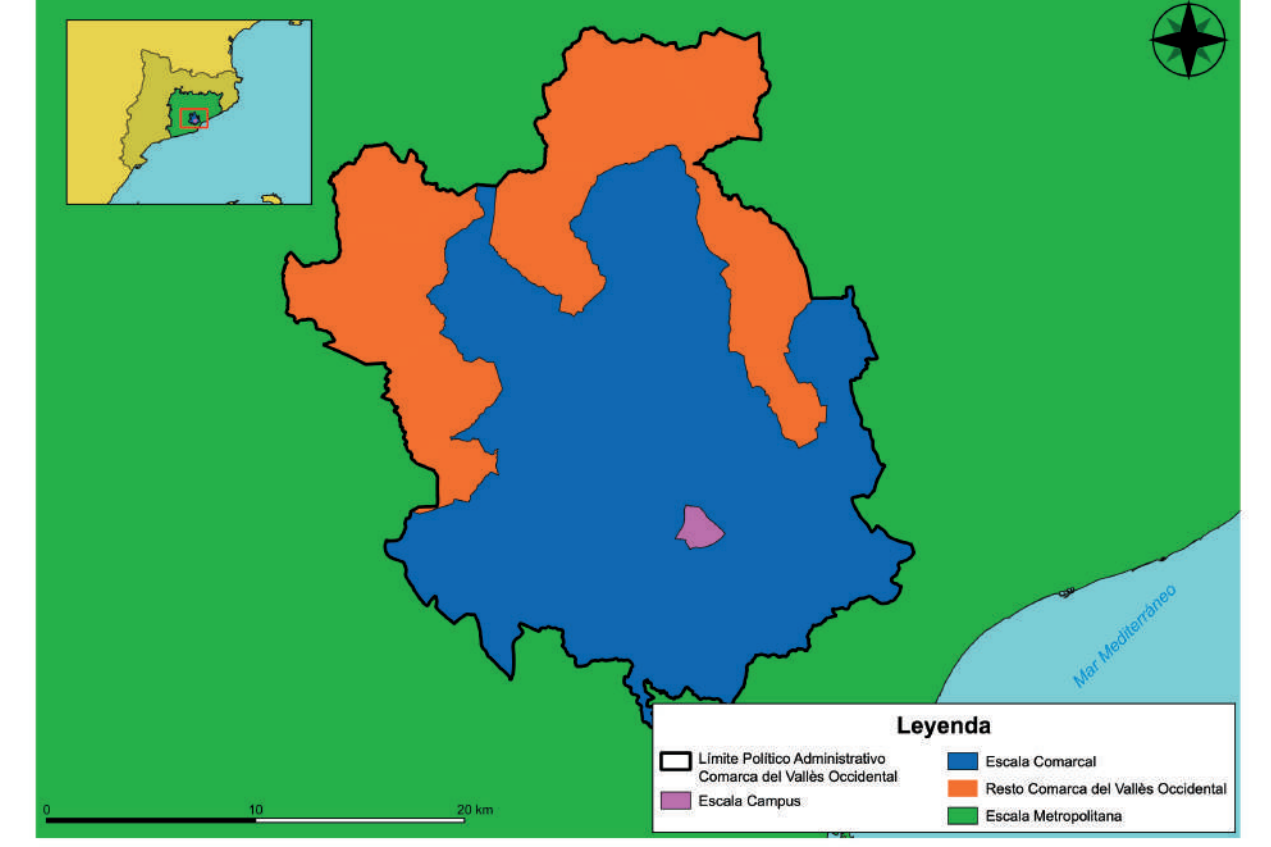 Mar Mediterráneo
Leyenda
Límite Político Administrativo
Comarca del Vallès Occidental
Escala Campus
Escala Comarcal
Resto Comarca del Vallès Occidental
Escala Metropolitana
0 10 20 km